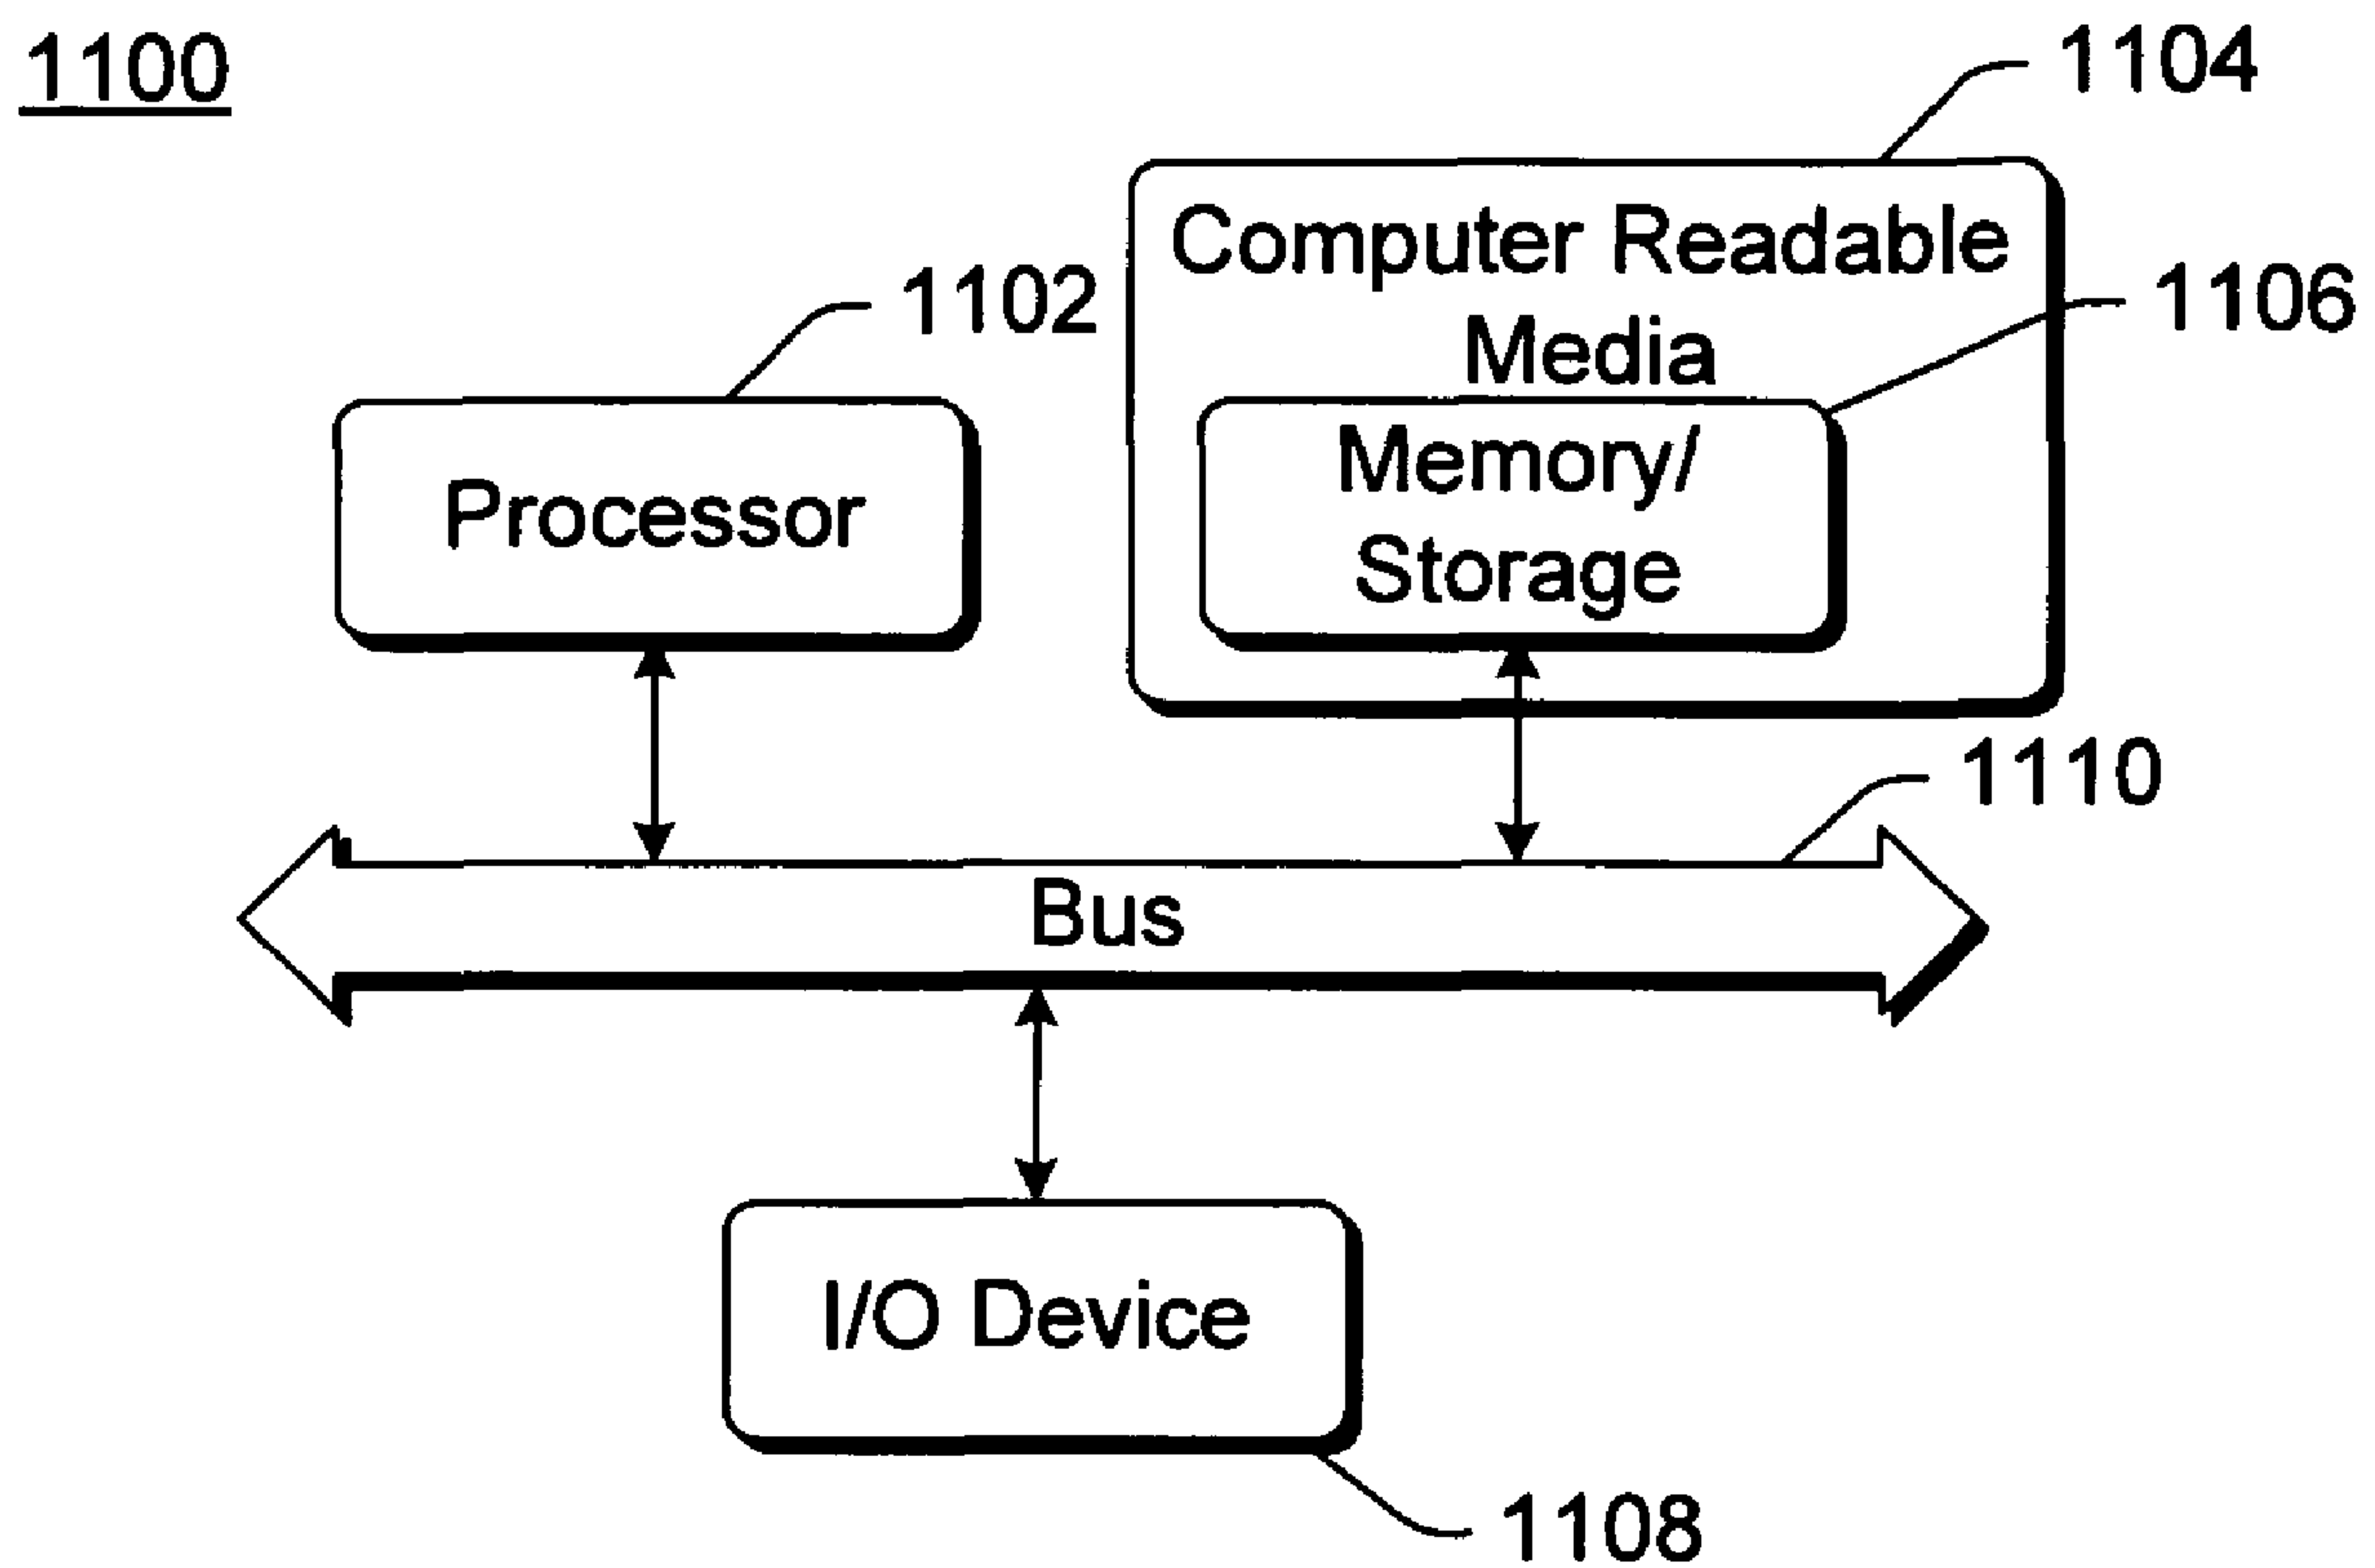 1100
1104
Computer Readable
Media
1106
1102
Memory/
Storage
Processor
1110
Bus
I/O Device
1108